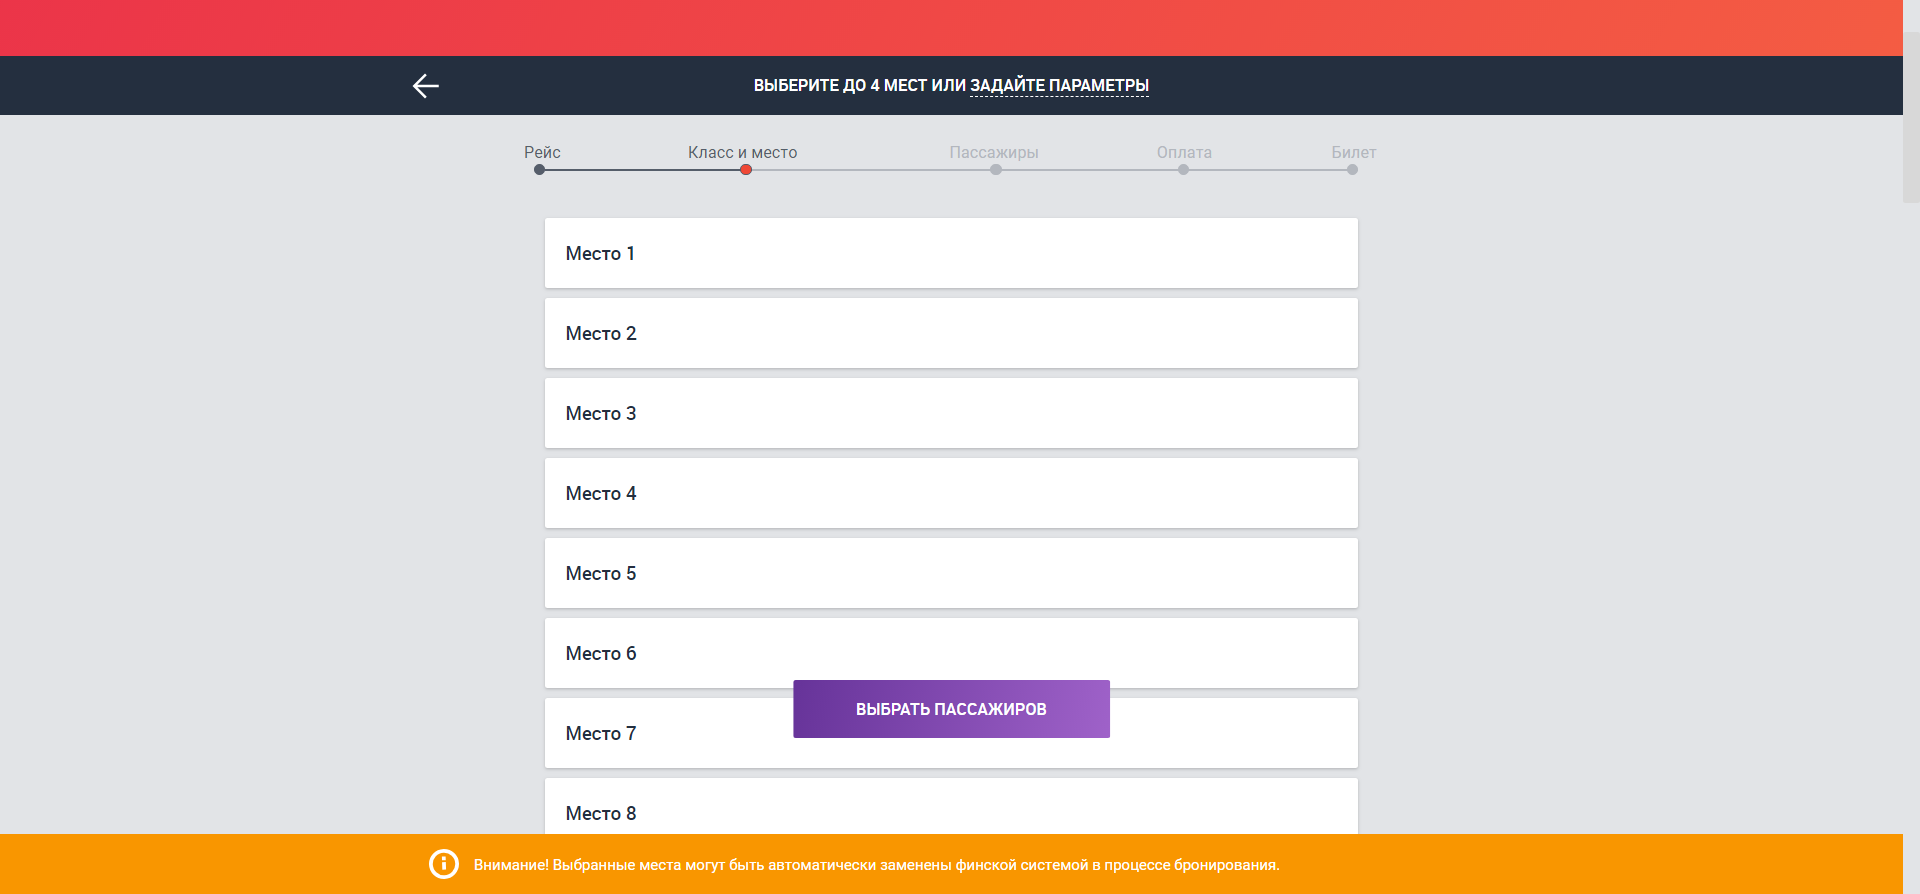 ВЫБЕРИТЕ ДО 4 МЕСТ ИЛИ ЗАДАЙТЕ ПАРАМЕТРЫ
Рейс Класс и место Пассажиры Оплата Билет
Место 1
Место 2
Место 3
Место 4
Место 5
Место 6
ВЫБРАТЬ ПАССАЖИРОВ
Место 7
Место 8
Внимание! Выбранные места могут быть автоматически заменены финской системой в процессе бронирования.